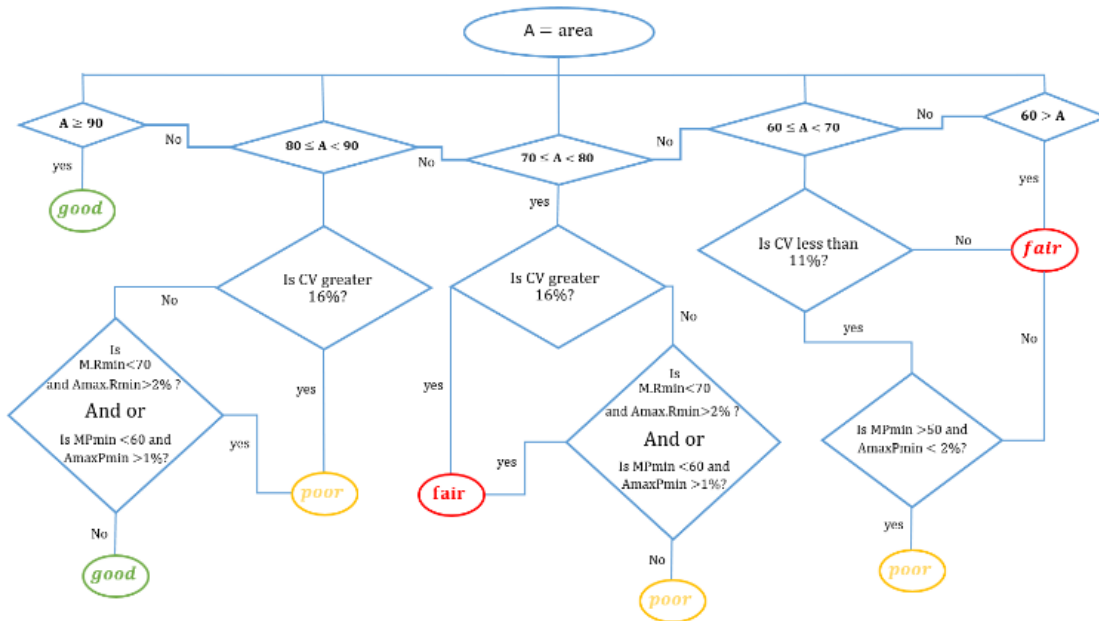 A = area
A ≥ 90
No
80 ≤ A < 90
No
70 ≤ A < 80
No
60 ≤ A < 70
No
60 > A
yes
good
yes
yes
fair
Is CV less than
11%?
No
Is CV greater
16%?
No
Is CV greater
16%?
No
yes
No
Is
M.Rmin<70
and Amax.Rmin>2% ?
And or
Is MPmin <60 and
AmaxPmin >1%?
yes
yes
poor
yes
fair
yes
Is
M.Rmin<70
and Amax.Rmin>2% ?
And or
Is MPmin <60 and
AmaxPmin >1%?
Is MPmin >50 and
AmaxPmin < 2%?
No
good
No
poor
yes
poor